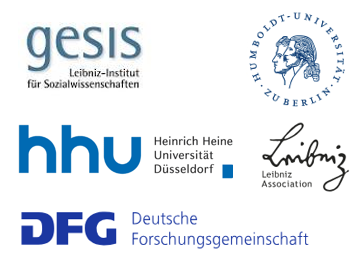 gesis
Leibniz-Institut
für Sozialwissenschaften
HUMBOLDT-UNIVERSITÄT
ZU BERLIN
hhu
Heinrich Heine
Universität
Düsseldorf
Leibniz
Leibniz
Association
DFG
Deutsche
Forschungsgemeinschaft